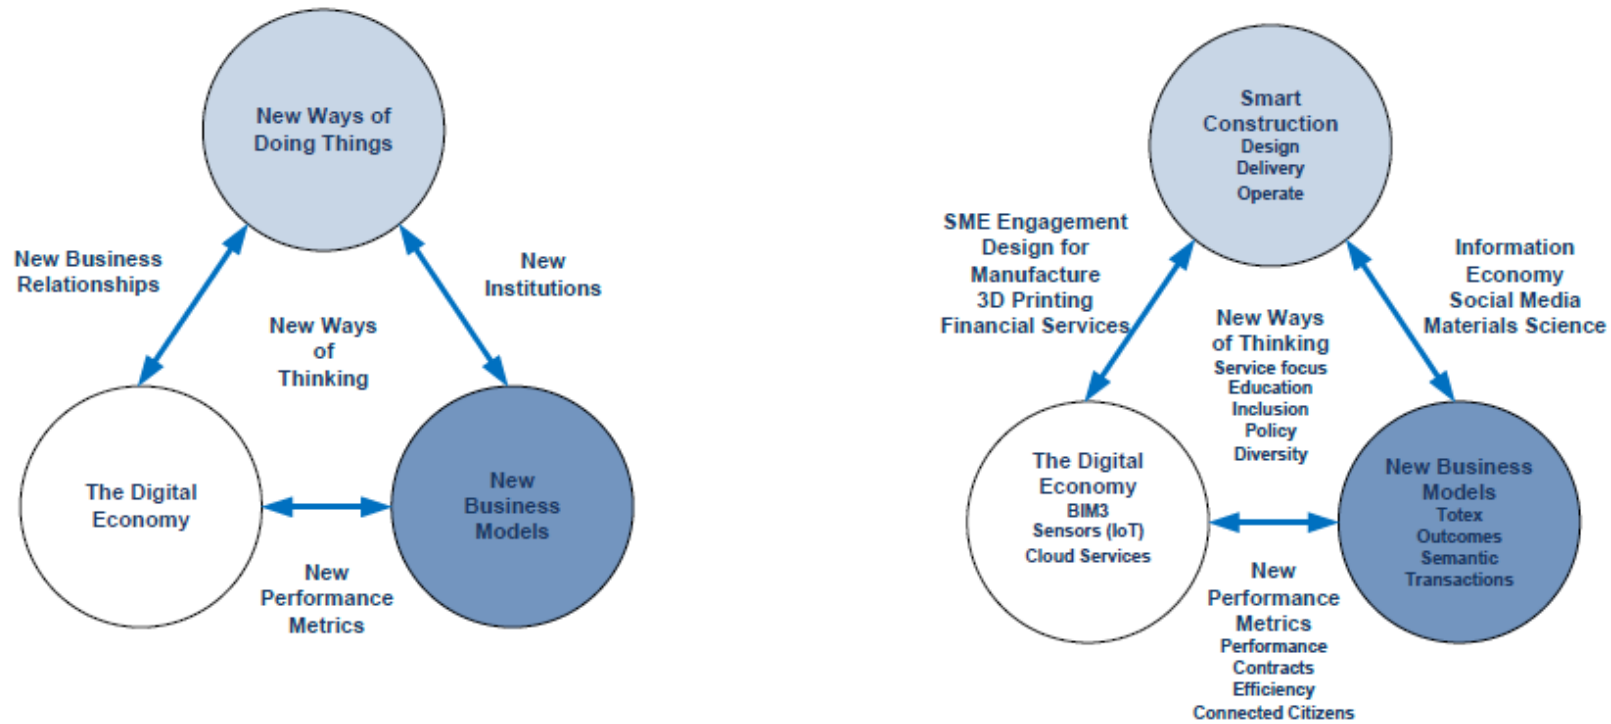 New Ways of
Doing Things
New Business
Relationships
New
Institutions
New Ways
of
Thinking
The Digital
Economy
New
Business
Models
New
Performance
Metrics
Smart
Construction
Design
Delivery
Operate
SME Engagement
Design for
Manufacture
3D Printing
Financial Services
Information
Economy
Social Media
Materials Science
New Ways
of Thinking
Service focus
Education
Inclusion
Policy
Diversity
The Digital
Economy
BIM3
Sensors (IoT)
Cloud Services
New Business
Models
Totex
Outcomes
Semantic
Transactions
New
Performance
Metrics
Performance
Contracts
Efficiency
Connected Citizens